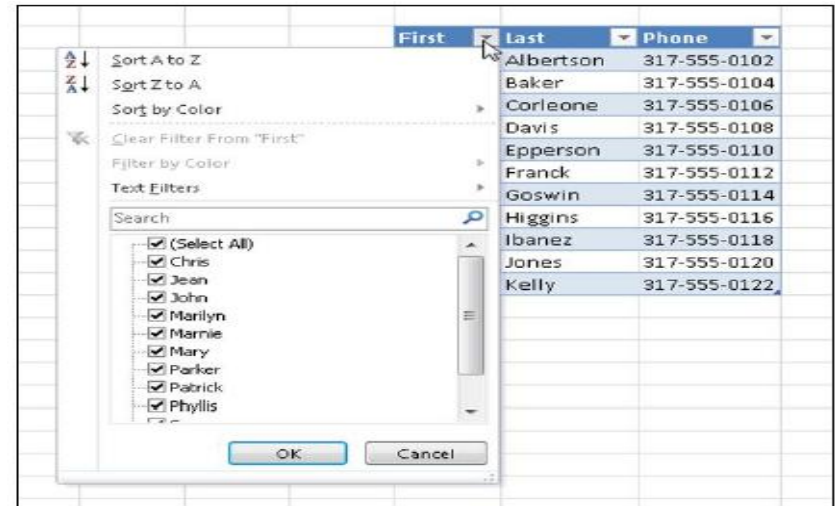 First Last Phone
Sort A to Z
Sort Z to A
Sort by Color
Clear Filter From "First"
Filter by Color
Text Filters
Search
(Select All)
Chris
Jean
John
Marilyn
Marnie
Mary
Parker
Patrick
Phyllis
OK Cancel
Albertson 317-555-0102
Baker 317-555-0104
Corleone 317-555-0106
Davis 317-555-0108
Epperson 317-555-0110
Franck 317-555-0112
Goswin 317-555-0114
Higgins 317-555-0116
Ibanez 317-555-0118
Jones 317-555-0120
Kelly 317-555-0122